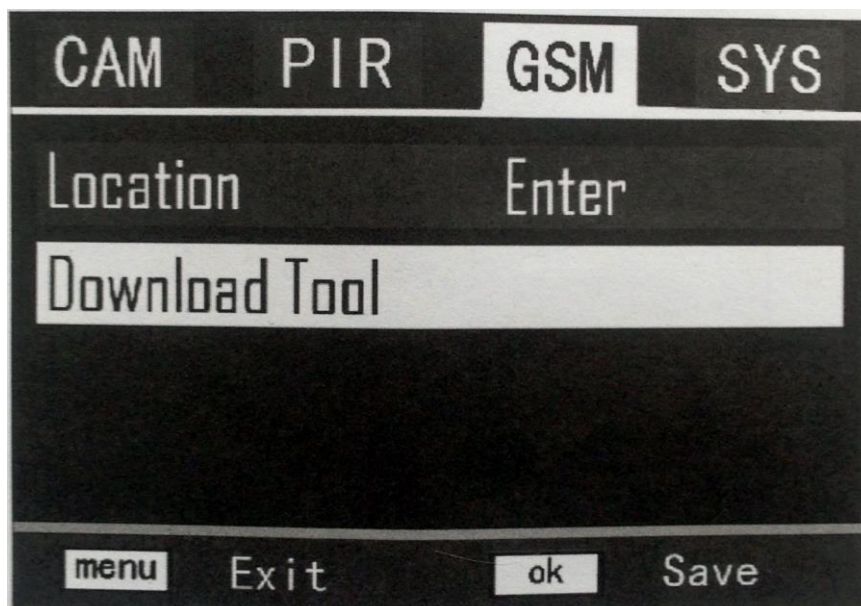 CAM PIR GSM SYS
Location Enter
Download Tool
menu Exit ok Save